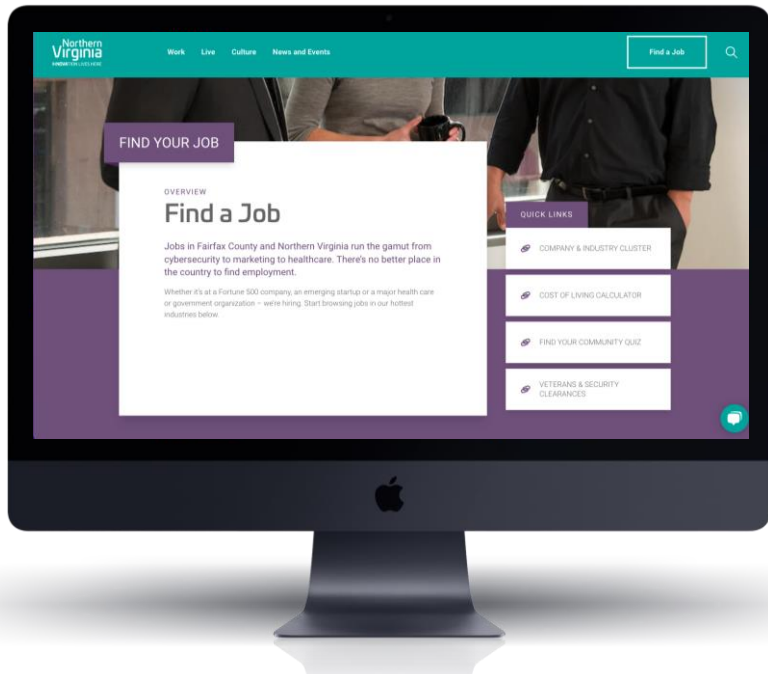 Northern
Virginia
INNOVATION LIVES HERE
Work Live Culture News and Events
Find a Job
FIND YOUR JOB
OVERVIEW
Find a Job
Jobs in Fairfax County and Northern Virginia run the gamut from
cybersecurity to marketing to healthcare. There's no better place in
the country to find employment.
Whether it's at a Fortune 500 company, an emerging startup or a major health care
or government organization – we're hiring. Start browsing jobs in our hottest
industries below.
QUICK LINKS
COMPANY & INDUSTRY CLUSTER
COST OF LIVING CALCULATOR
FIND YOUR COMMUNITY QUIZ
VETERANS & SECURITY
CLEARANCES